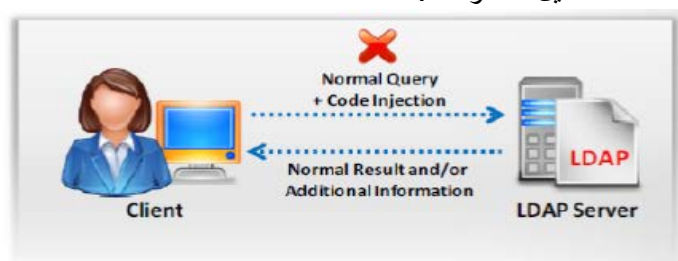 Normal Query
+ Code Injection
LDAP
Normal Result and/or
Additional Information
Client
LDAP Server